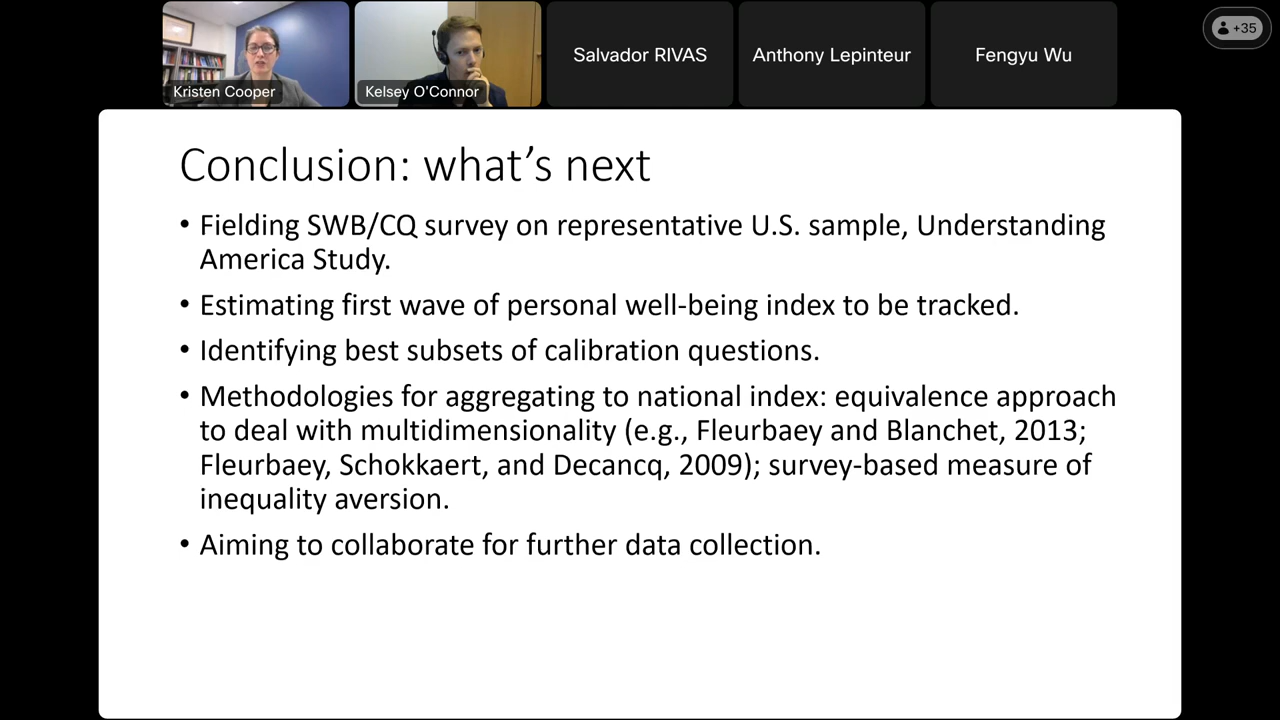 Kristen Cooper
Kelsey O'Connor
Salvador RIVAS
Anthony Lepinteur
Fengyu Wu
+35
Conclusion: what’s next
• Fielding SWB/CQ survey on representative U.S. sample, Understanding
America Study.
• Estimating first wave of personal well-being index to be tracked.
• Identifying best subsets of calibration questions.
• Methodologies for aggregating to national index: equivalence approach
to deal with multidimensionality (e.g., Fleurbaey and Blanchet, 2013;
Fleurbaey, Schokkaert, and Decancq, 2009); survey-based measure of
inequality aversion.
• Aiming to collaborate for further data collection.